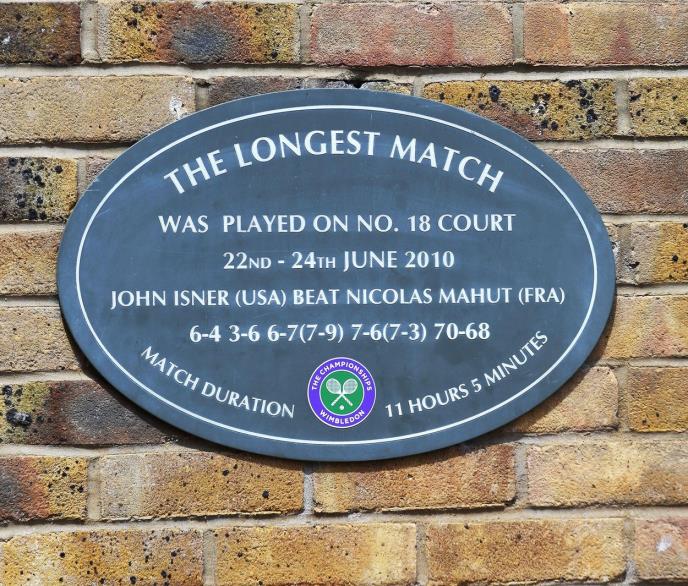 THE LONGEST MATCH
WAS PLAYED ON NO. 18 COURT
22ND - 24TH JUNE 2010
JOHN ISNER (USA) BEAT NICOLAS MAHUT (FRA)
6-4 3-6 6-7(7-9) 7-6(7-3) 70-68
MATCH DURATION
THE CHAMPIONSHIPS
WIMBLEDON
11 HOURS 5 MINUTES